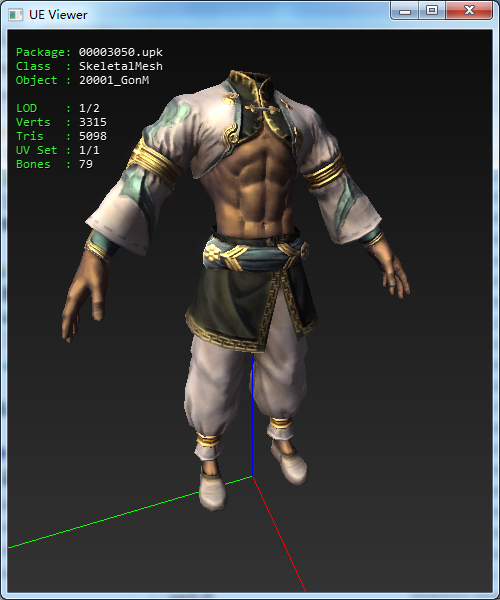 UE Viewer
Package: 00003050.upk
Class : SkeletalMesh
Object : 20001_GonM
LOD : 1/2
Verts : 3315
Tris : 5098
UV Set : 1/1
Bones : 79